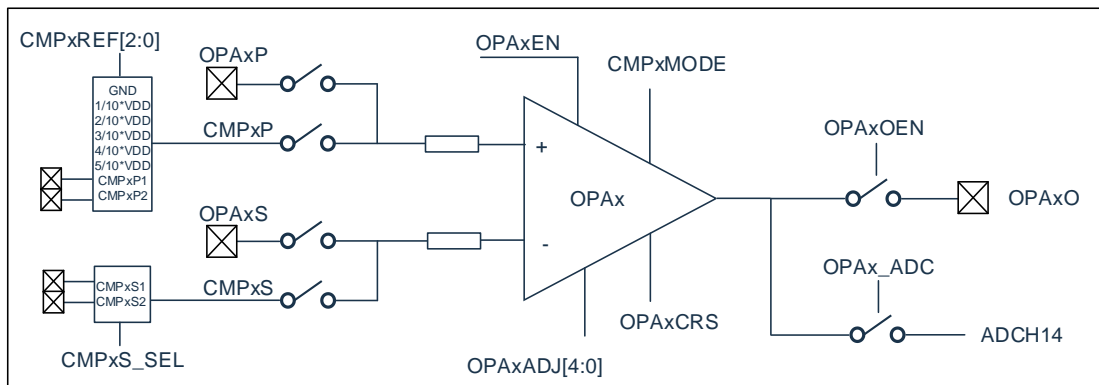 CMPxREF[2:0]
OPAxP
OPAxEN
CMPxMODE
GND
1/10*VDD
2/10*VDD
3/10*VDD
4/10*VDD
5/10*VDD
CMPxP1
CMPxP2
CMPxP
OPAxOEN
+
OPAx
OPAxO
OPAxS
-
CMPxS1
CMPxS2
CMPxS
OPAx_ADC
OPAxCRS
ADCH14
CMPxS_SEL
OPAxADJ[4:0]